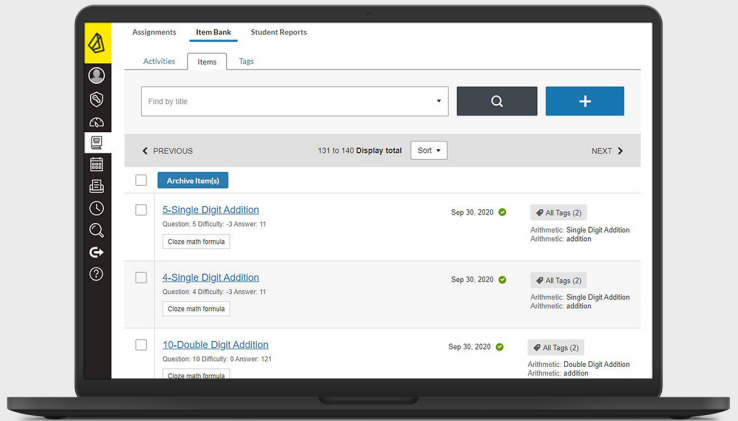 Assignments Item Bank Student Reports
Activities Items Tags
Find by title
PREVIOUS 131 to 140 Display total Sort NEXT
Archive Item(s)
5-Single Digit Addition Sep 30, 2020 All Tags (2)
Question: 5 Difficulty: -3 Answer: 11
Arithmetic: Single Digit Addition
Cloze math formula Arithmetic: addition
4-Single Digit Addition Sep 30, 2020 All Tags (2)
Question: 4 Difficulty: -3 Answer: 11
Arithmetic: Single Digit Addition
Cloze math formula Arithmetic: addition
10-Double Digit Addition Sep 30, 2020 All Tags (2)
Question: 10 Difficulty: 0 Answer: 121
Arithmetic: Double Digit Addition
Cloze math formula Arithmetic: addition